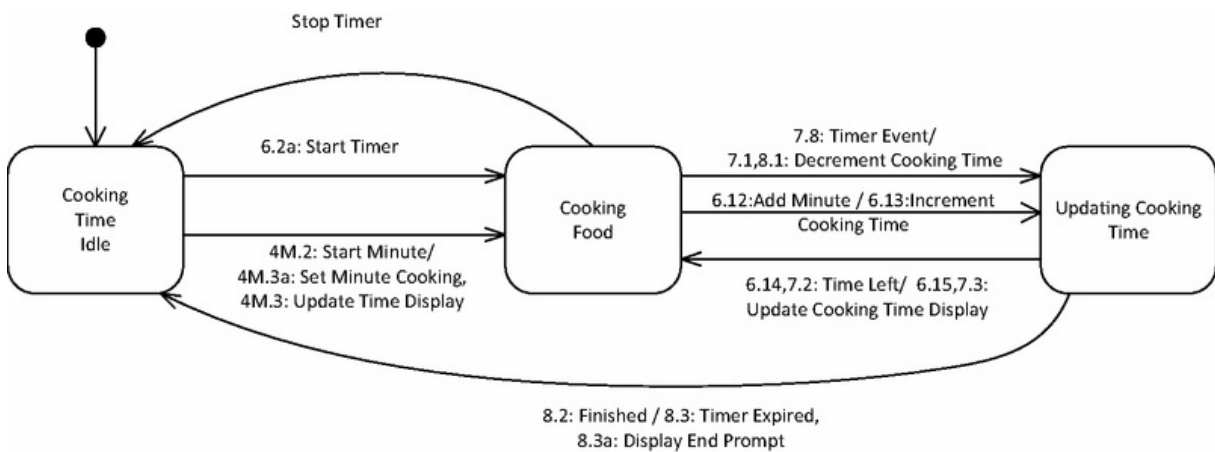 Stop Timer
6.2a: Start Timer
7.8: Timer Event/
7.1,8.1: Decrement Cooking Time
Cooking
Time
Idle
Cooking
Food
6.12:Add Minute / 6.13:Increment
Cooking Time
Updating Cooking
Time
4M.2: Start Minute/
4M.3a: Set Minute Cooking,
4M.3: Update Time Display
6.14,7.2: Time Left/ 6.15,7.3:
Update Cooking Time Display
8.2: Finished / 8.3: Timer Expired,
8.3a: Display End Prompt